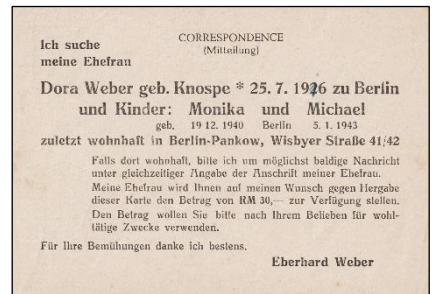 CORRESPONDENCE
(Mitteilung)
Ich suche
meine Ehefrau
Dora Weber geb. Knospe * 25. 7. 1926 zu Berlin
und Kinder: Monika und Michael
geb. 19 12. 1940 Berlin 5. 1. 1943
zuletzt wohnhaft in Berlin-Pankow, Wisbyer Straße 41/42
Falls dort wohnhaft, bitte ich um möglichst baldige Nachricht
unter gleichzeitiger Angabe der Anschrift meiner Ehefrau.
Meine Ehefrau wird Ihnen auf meinen Wunsch gegen Hergabe
dieser Karte den Betrag von RM 30,— zur Verfügung stellen.
Den Betrag wollen Sie bitte nach Ihrem Belieben für wohl-
tätige Zwecke verwenden.
Für Ihre Bemühungen danke ich bestens.
Eberhard Weber